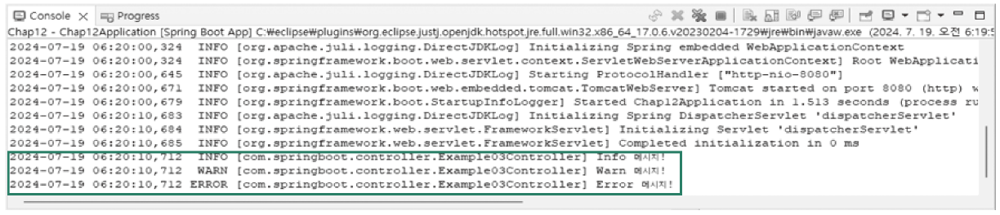 Console Progress
Chap12 - Chap12Application [Spring Boot App] C:₩eclipse₩plugins₩org.eclipse.justj.openjdk.hotspot.jre.full.win32.x86_64_17.0.6.v20230204-1729₩jre₩bin₩javaw.exe (2024. 7. 19. 오전 6:19:5
2024-07-19 06:20:00,324 INFO [org.apache.juli.logging.DirectJDKLog] Initializing Spring embedded WebApplicationContext
2024-07-19 06:20:00,324 INFO [org.springframework.boot.web.servlet.context.ServletWebServerApplicationContext] Root WebApplicati
2024-07-19 06:20:00,645 INFO [org.apache.juli.logging.DirectJDKLog] Starting ProtocolHandler ["http-nio-8080"]
2024-07-19 06:20:00,671 INFO [org.springframework.boot.web.embedded.tomcat.TomcatWebServer] Tomcat started on port 8080 (http) w
2024-07-19 06:20:00,679 INFO [org.springframework.boot.StartupInfoLogger] Started Chap12Application in 1.513 seconds (process ru
2024-07-19 06:20:10,683 INFO [org.apache.juli.logging.DirectJDKLog] Initializing Spring DispatcherServlet 'dispatcherServlet'
2024-07-19 06:20:10,684 INFO [org.springframework.web.servlet.FrameworkServlet] Initializing Servlet 'dispatcherServlet'
2024-07-19 06:20:10,685 INFO [org.springframework.web.servlet.FrameworkServlet] Completed initialization in 0 ms
2024-07-19 06:20:10,712 INFO [com.springboot.controller.Example03Controller] Info 메시지!
2024-07-19 06:20:10,712 WARN [com.springboot.controller.Example03Controller] Warn 메시지!
2024-07-19 06:20:10,712 ERROR [com.springboot.controller.Example03Controller] Error 메시지!